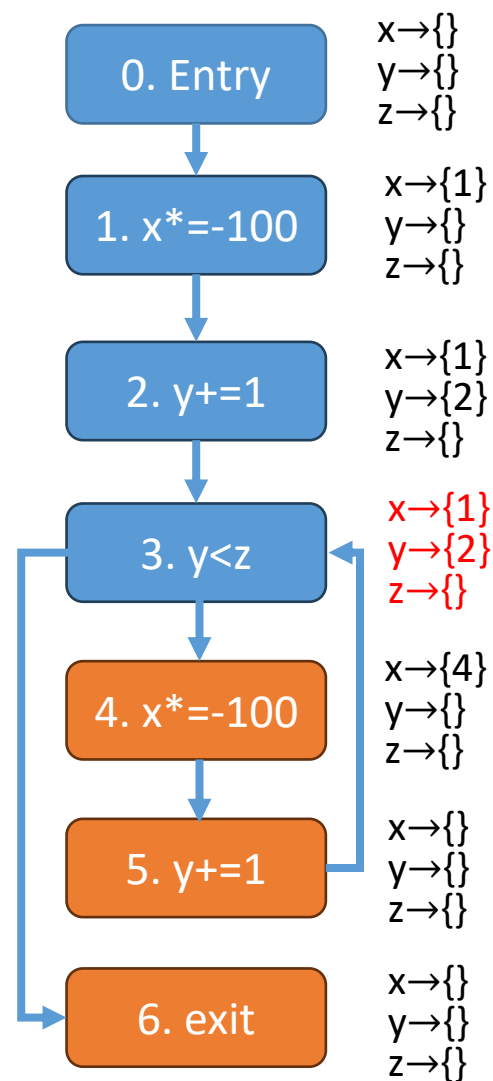 0. Entry
x→{}
y→{}
z→{}
1. x*=-100
x→{1}
y→{}
z→{}
2. y+=1
x→{1}
y→{2}
z→{}
3. y<z
x→{1}
y→{2}
z→{}
4. x*=-100
x→{4}
y→{}
z→{}
5. y+=1
x→{}
y→{}
z→{}
6. exit
x→{}
y→{}
z→{}